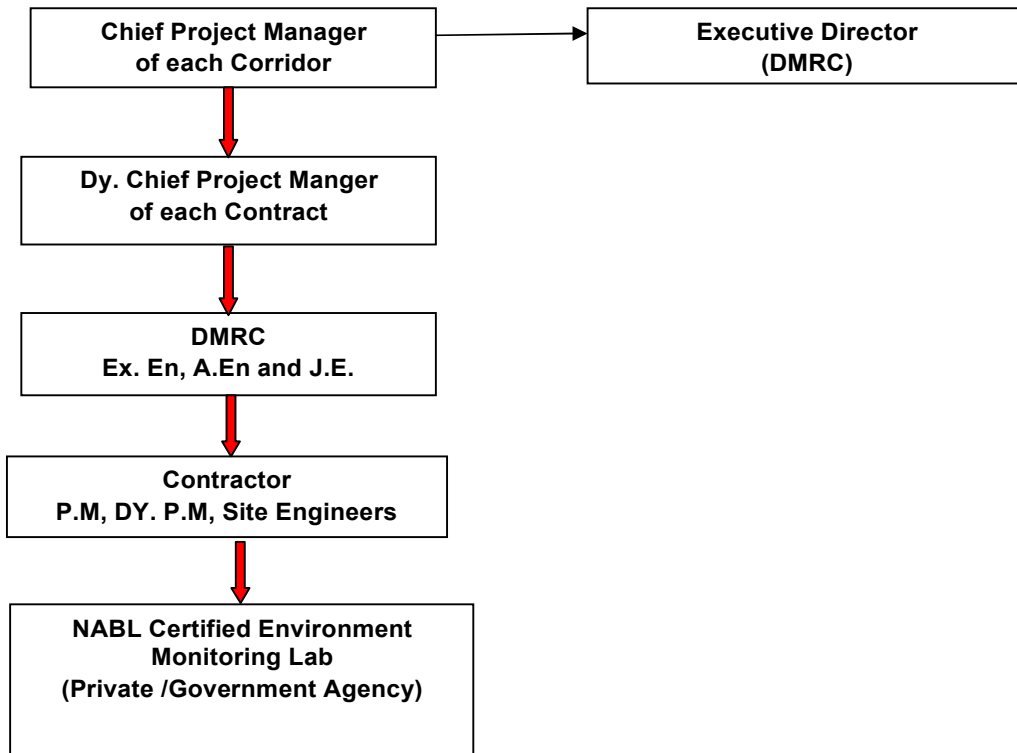 Chief Project Manager
of each Corridor
Executive Director
(DMRC)
Dy. Chief Project Manger
of each Contract
DMRC
Ex. En, A.En and J.E.
Contractor
P.M, DY. P.M, Site Engineers
NABL Certified Environment
Monitoring Lab
(Private /Government Agency)